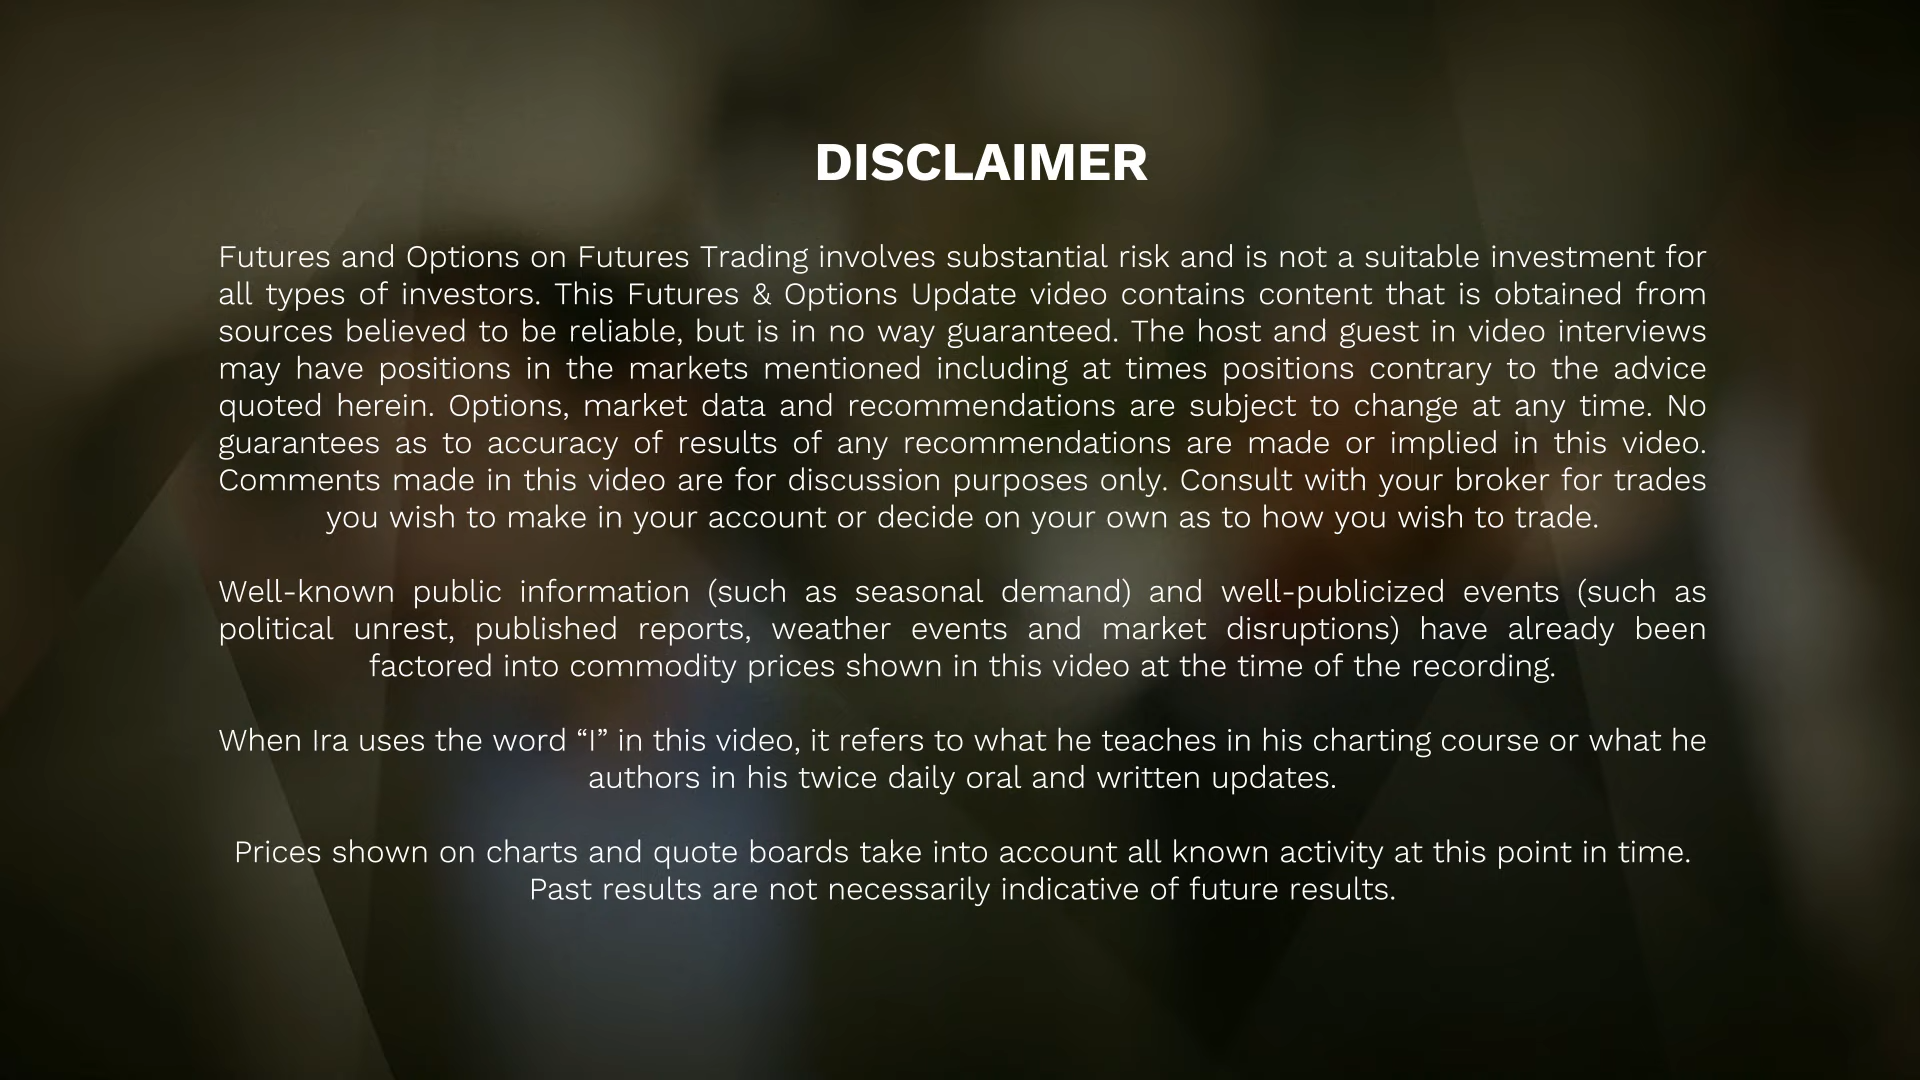 DISCLAIMER
Futures and Options on Futures Trading involves substantial risk and is not a suitable investment for
all types of investors. This Futures & Options Update video contains content that is obtained from
sources believed to be reliable, but is in no way guaranteed. The host and guest in video interviews
may have positions in the markets mentioned including at times positions contrary to the advice
quoted herein. Options, market data and recommendations are subject to change at any time. No
guarantees as to accuracy of results of any recommendations are made or implied in this video.
Comments made in this video are for discussion purposes only. Consult with your broker for trades
you wish to make in your account or decide on your own as to how you wish to trade.
Well-known public information (such as seasonal demand) and well-publicized events (such as
political unrest, published reports, weather events and market disruptions) have already been
factored into commodity prices shown in this video at the time of the recording.
When Ira uses the word “I” in this video, it refers to what he teaches in his charting course or what he
authors in his twice daily oral and written updates.
Prices shown on charts and quote boards take into account all known activity at this point in time.
Past results are not necessarily indicative of future results.